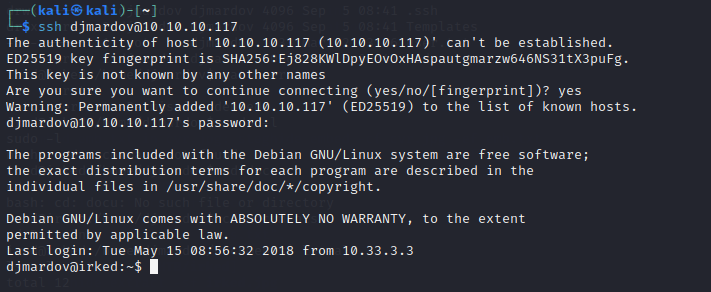 ┌──(kali㉿kali)-[~]
└─$ ssh djmardov@10.10.10.117
The authenticity of host '10.10.10.117 (10.10.10.117)' can't be established.
ED25519 key fingerprint is SHA256:Ej828KWlDpyEOvOxHAspautgmarzw646NS31tX3puFg.
This key is not known by any other names
Are you sure you want to continue connecting (yes/no/[fingerprint])? yes
Warning: Permanently added '10.10.10.117' (ED25519) to the list of known hosts.
djmardov@10.10.10.117's password:
The programs included with the Debian GNU/Linux system are free software;
the exact distribution terms for each program are described in the
individual files in /usr/share/doc/*/copyright.
Debian GNU/Linux comes with ABSOLUTELY NO WARRANTY, to the extent
permitted by applicable law.
Last login: Tue May 15 08:56:32 2018 from 10.33.3.3
djmardov@irked:~$